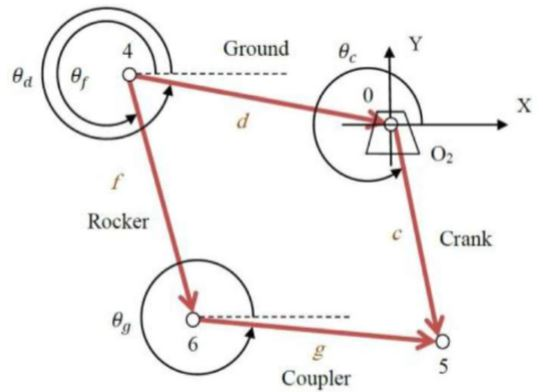 Y
4
Ground
θc
θd
θf
0
X
d
O2
f
Rocker
c
Crank
θg
6
g
5
Coupler